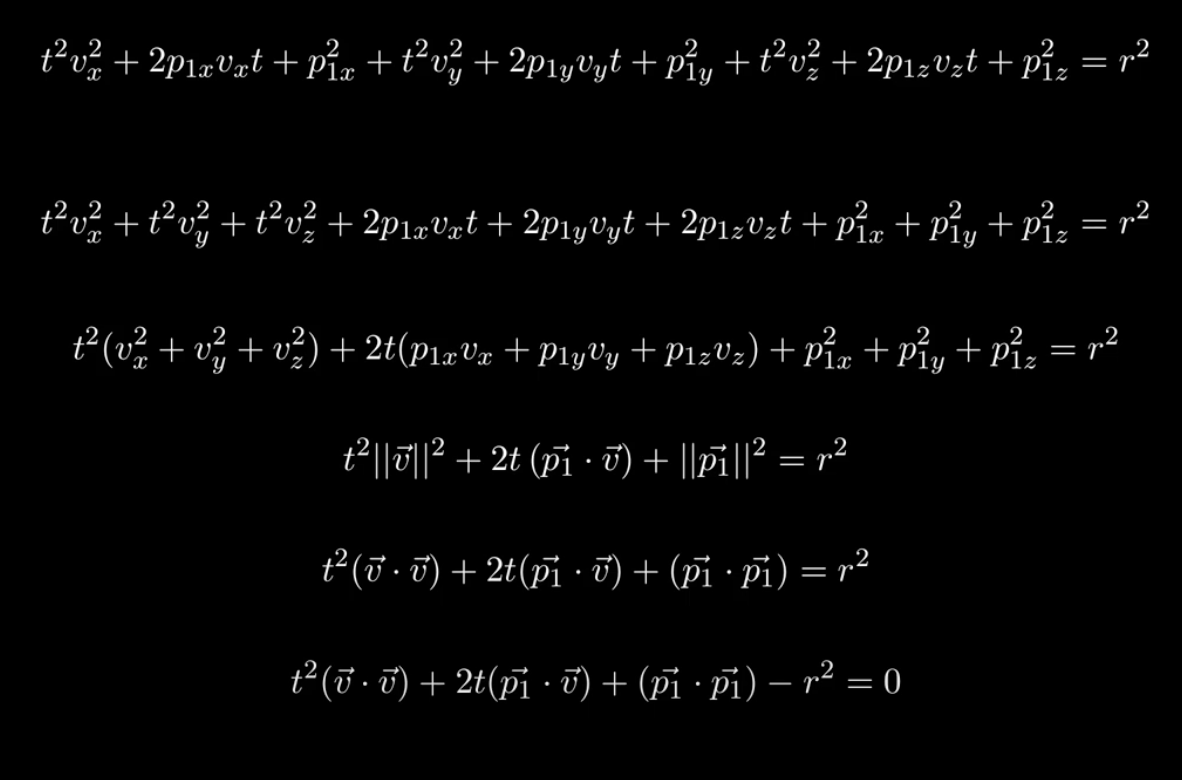 $t^2v_x^2 + 2p_{1x}v_xt + p_{1x}^2 + t^2v_y^2 + 2p_{1y}v_yt + p_{1y}^2 + t^2v_z^2 + 2p_{1z}v_zt + p_{1z}^2 = r^2$
$t^2v_x^2 + t^2v_y^2 + t^2v_z^2 + 2p_{1x}v_xt + 2p_{1y}v_yt + 2p_{1z}v_zt + p_{1x}^2 + p_{1y}^2 + p_{1z}^2 = r^2$
$t^2(v_x^2 + v_y^2 + v_z^2) + 2t(p_{1x}v_x + p_{1y}v_y + p_{1z}v_z) + p_{1x}^2 + p_{1y}^2 + p_{1z}^2 = r^2$
$t^2||\vec{v}||^2 + 2t\,(\vec{p_1} \cdot \vec{v}) + ||\vec{p_1}||^2 = r^2$
$t^2(\vec{v} \cdot \vec{v}) + 2t(\vec{p_1} \cdot \vec{v}) + (\vec{p_1} \cdot \vec{p_1}) = r^2$
$t^2(\vec{v} \cdot \vec{v}) + 2t(\vec{p_1} \cdot \vec{v}) + (\vec{p_1} \cdot \vec{p_1}) - r^2 = 0$